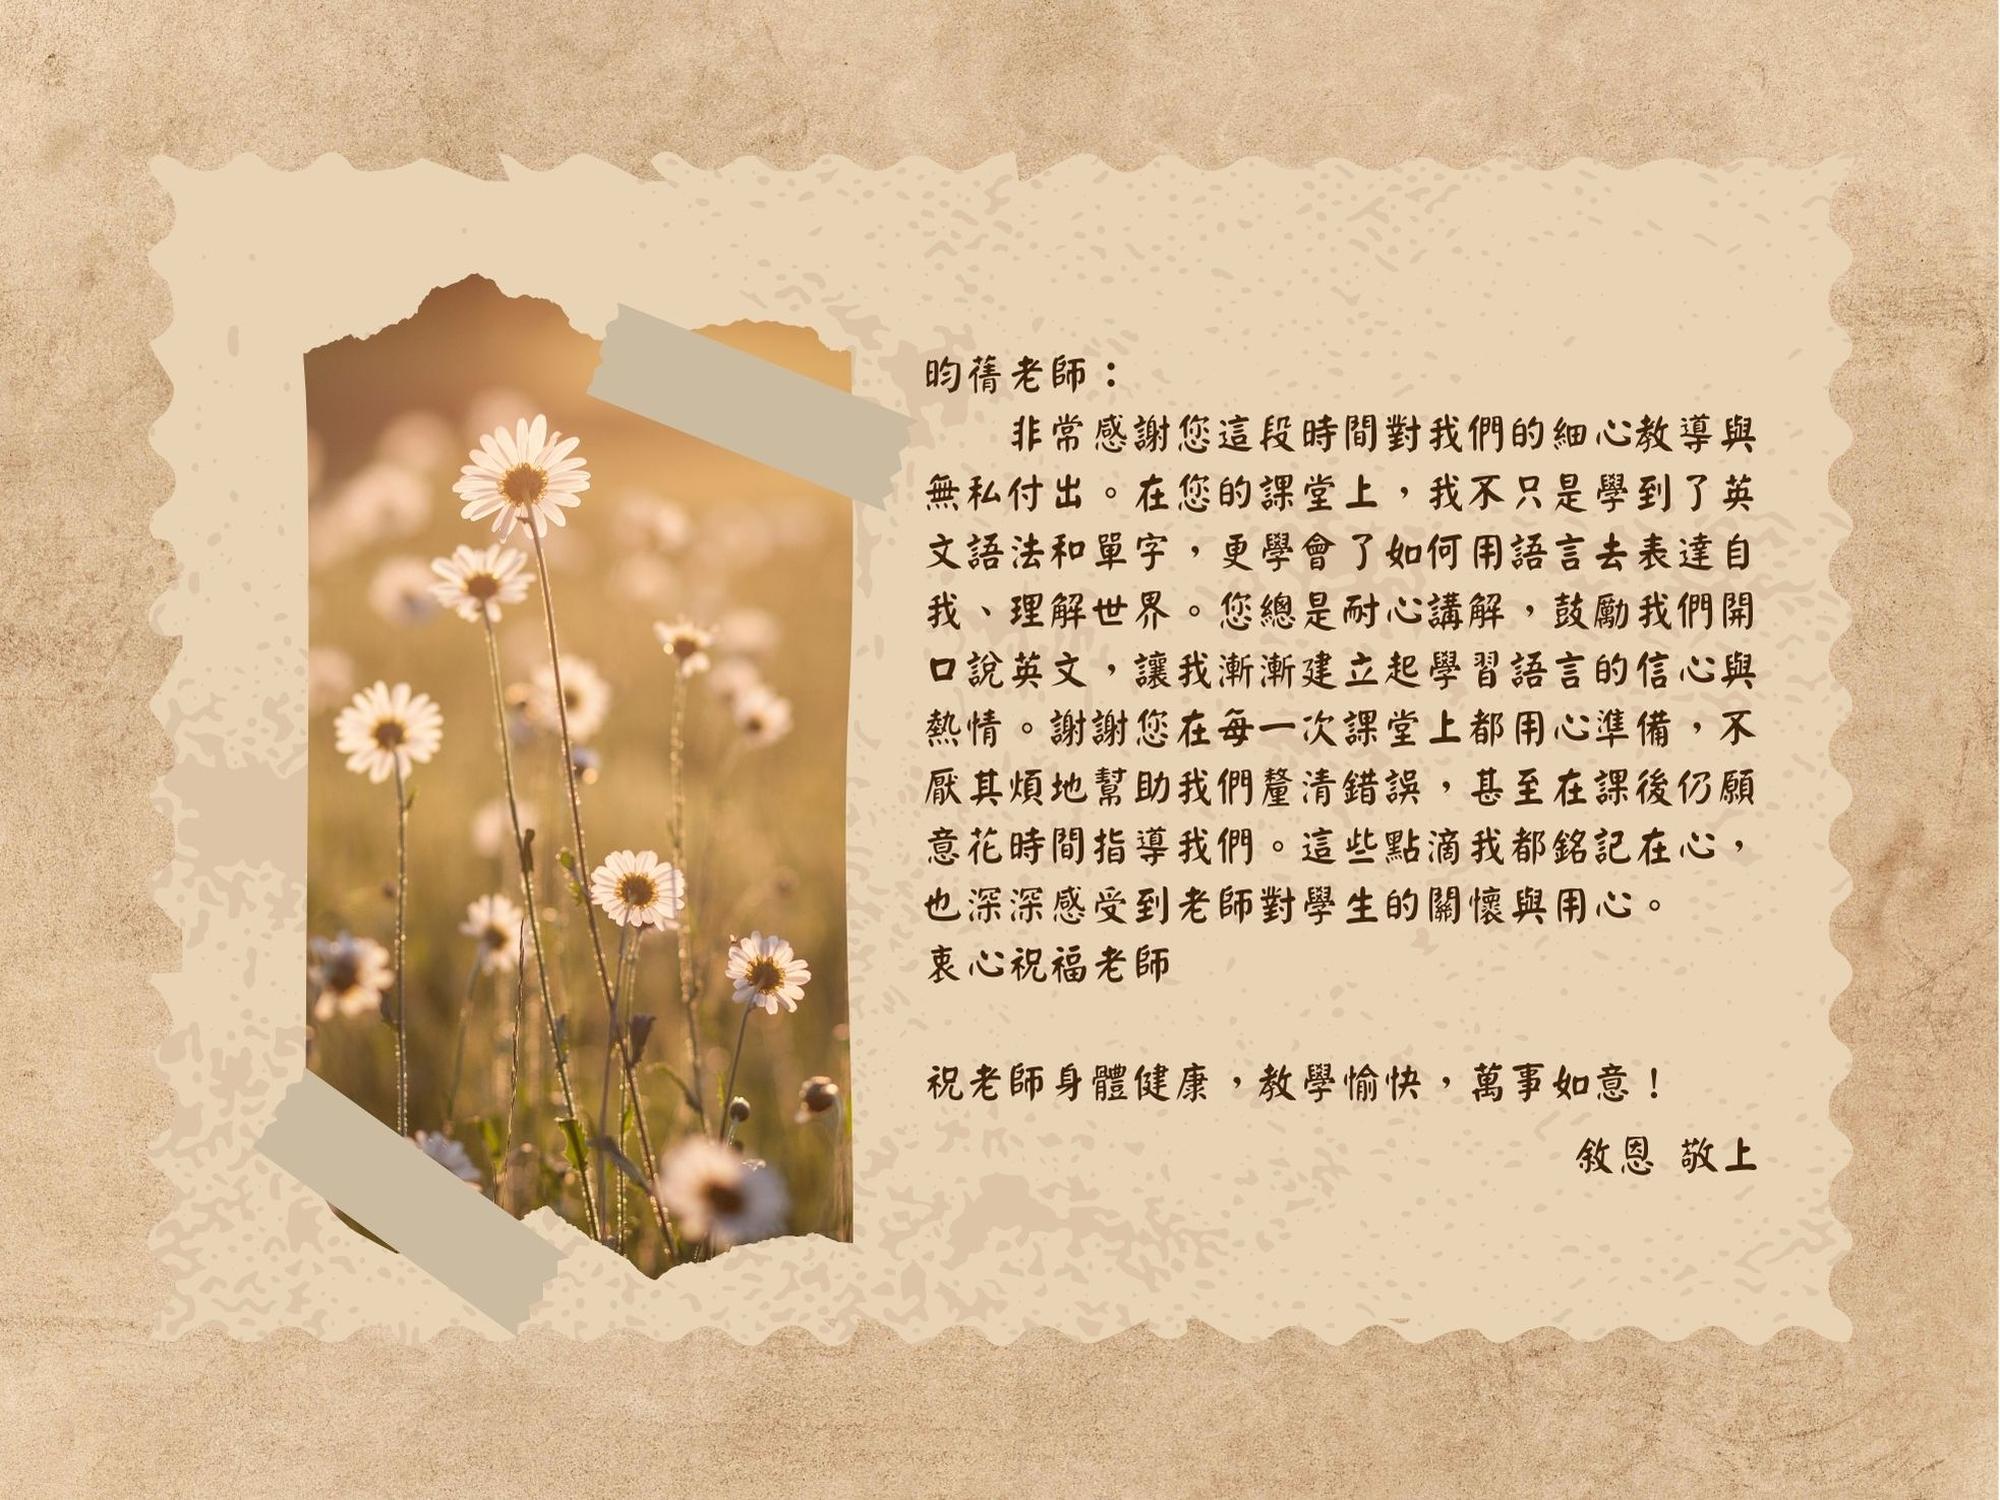 昀蒨老師：
非常感謝您這段時間對我們的細心教導與
無私付出。在您的課堂上，我不只是學到了英
文語法和單字，更學會了如何用語言去表達自
我、理解世界。您總是耐心講解，鼓勵我們開
口說英文，讓我漸漸建立起學習語言的信心與
熱情。謝謝您在每一次課堂上都用心準備，不
厭其煩地幫助我們釐清錯誤，甚至在課後仍願
意花時間指導我們。這些點滴我都銘記在心，
也深深感受到老師對學生的關懷與用心。
衷心祝福老師
祝老師身體健康，教學愉快，萬事如意！
敘恩 敬上